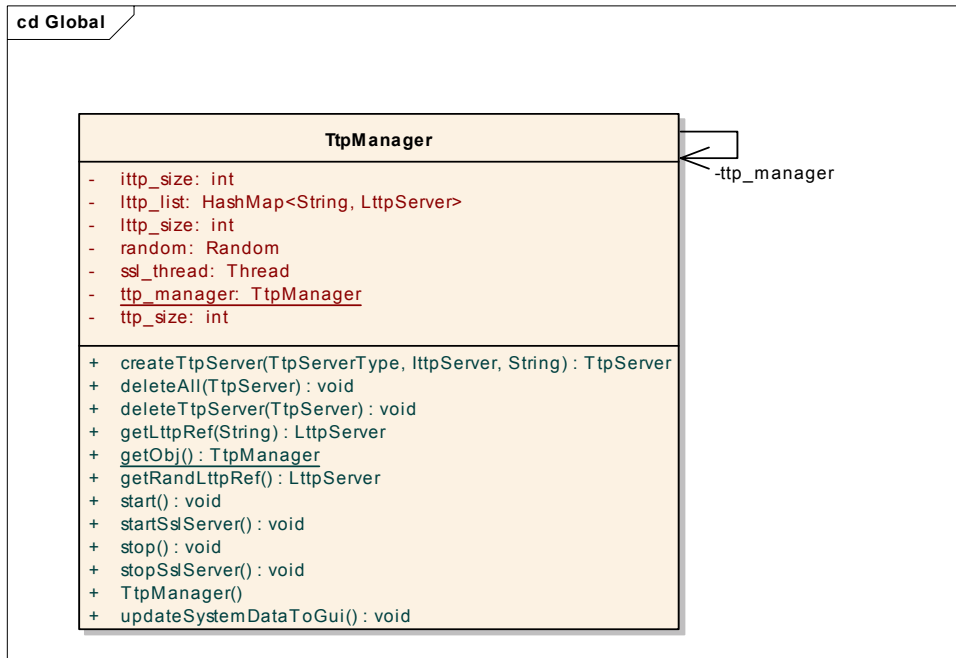 cd Global
TtpManager
-ttp_manager
- ittp_size: int
- lttp_list: HashMap<String, LttpServer>
- lttp_size: int
- random: Random
- ssl_thread: Thread
- ttp_manager: TtpManager
- ttp_size: int
+ createTtpServer(TtpServerType, IttpServer, String) : TtpServer
+ deleteAll(TtpServer) : void
+ deleteTtpServer(TtpServer) : void
+ getLttpRef(String) : LttpServer
+ getObj() : TtpManager
+ getRandLttpRef() : LttpServer
+ start() : void
+ startSslServer() : void
+ stop() : void
+ stopSslServer() : void
+ TtpManager()
+ updateSystemDataToGui() : void